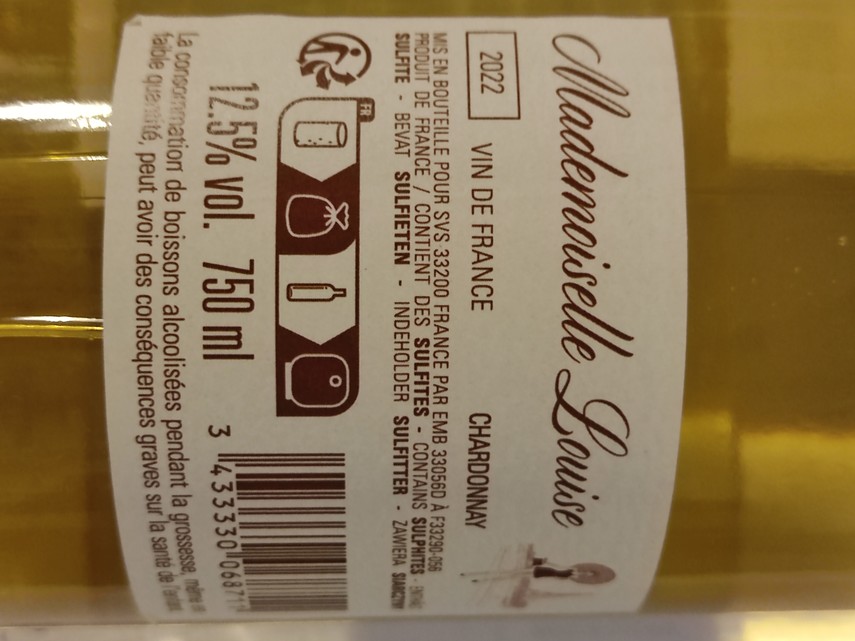 Mademoiselle Louise
2022 VIN DE FRANCE CHARDONNAY
MIS EN BOUTEILLE POUR SVS 33200 FRANCE PAR EMB 33056D À F33290-056
PRODUIT DE FRANCE / CONTIENT DES SULFITES - CONTAINS SULPHITES -
SULFITE - BEVAT SULFIETEN - INDEHOLDER SULFITTER - ZAWIERA
FR
12.5% vol. 750 ml
3 433330 06871
La consommation de boissons alcoolisées pendant la grossesse, même en
faible quantité, peut avoir des conséquences graves sur la santé de